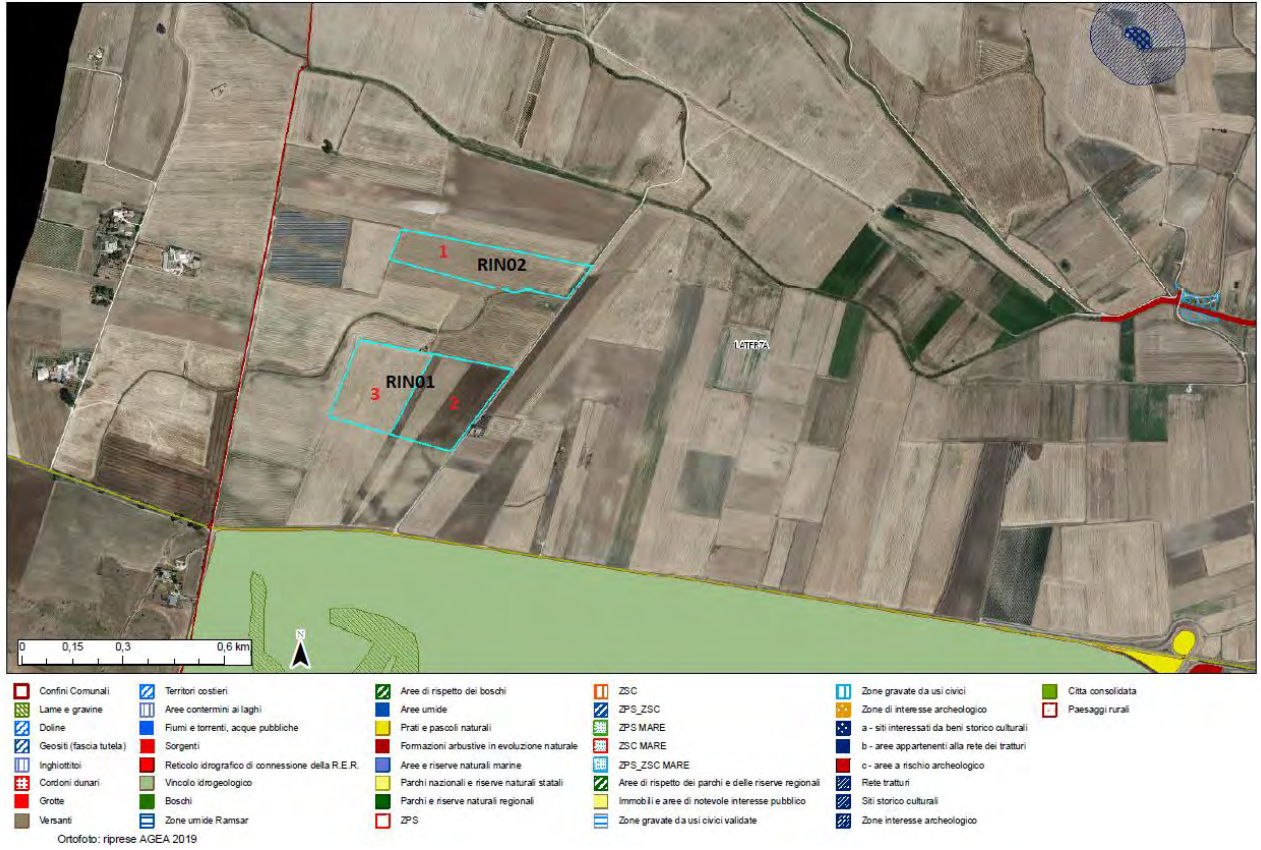 1
RIN02
LATERZA
RIN01
3
2
N
0 0,15 0,3 0,6 km
Confini Comunali
Lame e gravine
Doline
Geositi (fascia tutela)
Inghiottitoi
Cordoni dunari
Grotte
Versanti
Territori costieri
Aree contermini ai laghi
Fiumi e torrenti, acque pubbliche
Sorgenti
Reticolo idrografico di connessione della R.E.R.
Vincolo idrogeologico
Boschi
Zone umide Ramsar
Aree di rispetto dei boschi
Aree umide
Prati e pascoli naturali
Formazioni arbustive in evoluzione naturale
Aree e riserve naturali marine
Parchi nazionali e riserve naturali statali
Parchi e riserve naturali regionali
ZPS
ZSC
ZPS_ZSC
ZPS MARE
ZSC MARE
ZPS_ZSC MARE
Aree di rispetto dei parchi e delle riserve regionali
Immobili e aree di notevole interesse pubblico
Zone gravate da usi civici validate
Zone gravate da usi civici
Zone di interesse archeologico
a - siti interessati da beni storico culturali
b - aree appartenenti alla rete dei tratturi
c - aree a rischio archeologico
Rete tratturi
Siti storico culturali
Zone interesse archeologico
Citta consolidata
Paesaggi rurali
Ortofoto: riprese AGEA 2019